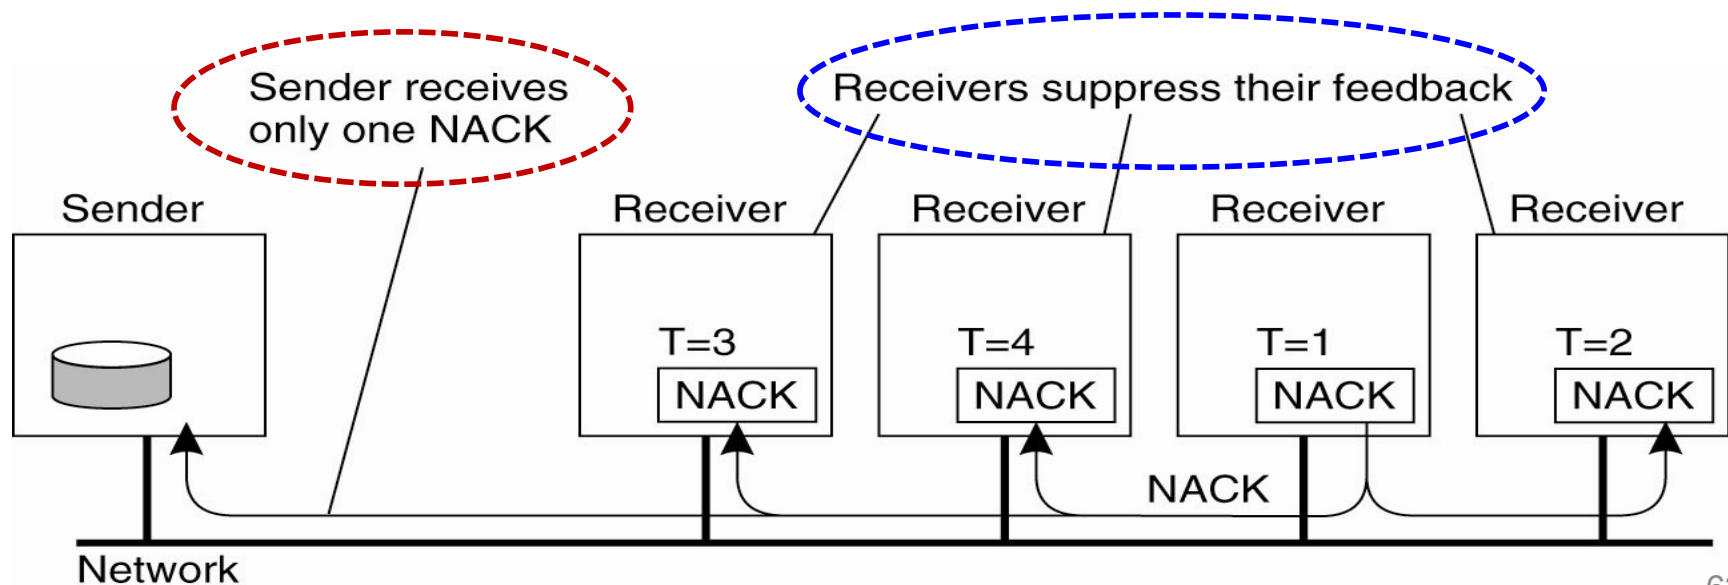 Sender receives
only one NACK
Receivers suppress their feedback
Sender
Receiver
Receiver
Receiver
Receiver
T=3
T=4
T=1
T=2
NACK
NACK
NACK
NACK
NACK
Network